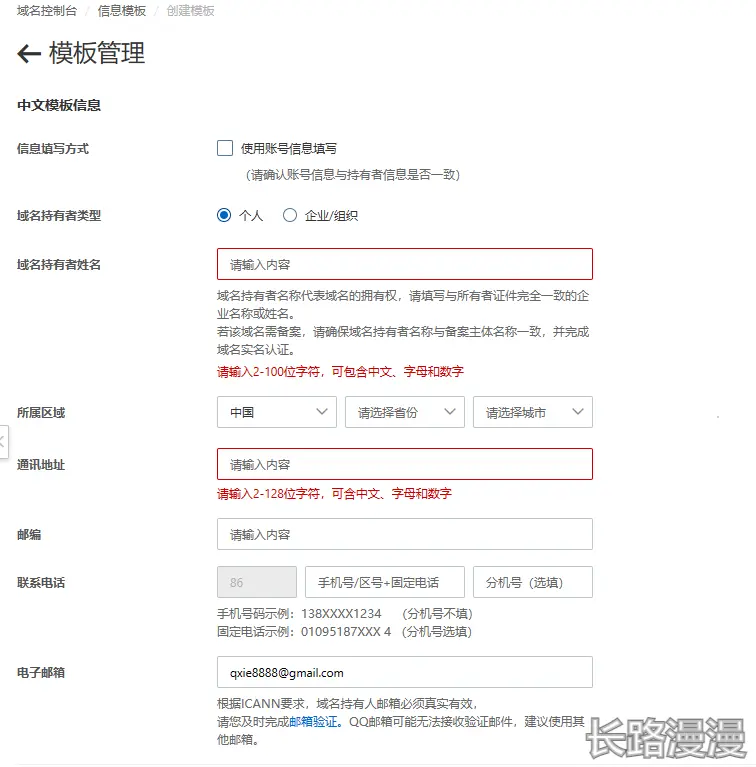 域名控制台 / 信息模板 / 创建模板
← 模板管理
中文模板信息
信息填写方式 使用账号信息填写
（请确认账号信息与持有者信息是否一致）
域名持有者类型 个人 企业/组织
域名持有者姓名 请输入内容
域名持有者名称代表域名的拥有权，请填写与所有者证件完全一致的企
业名称或姓名。
若该域名需备案，请确保域名持有者名称与备案主体名称一致，并完成
域名实名认证。
请输入2-100位字符，可包含中文、字母和数字
所属区域 中国 请选择省份 请选择城市
通讯地址 请输入内容
请输入2-128位字符，可含中文、字母和数字
邮编 请输入内容
联系电话 86 手机号/区号+固定电话 分机号（选填）
手机号码示例：138XXXX1234 （分机号不填）
固定电话示例：01095187XXX 4 （分机号选填）
电子邮箱 qxie8888@gmail.com
根据ICANN要求，域名持有人邮箱必须真实有效，
请您及时完成邮箱验证。QQ邮箱可能无法接收验证邮件，建议使用其
他邮箱。
长路漫漫